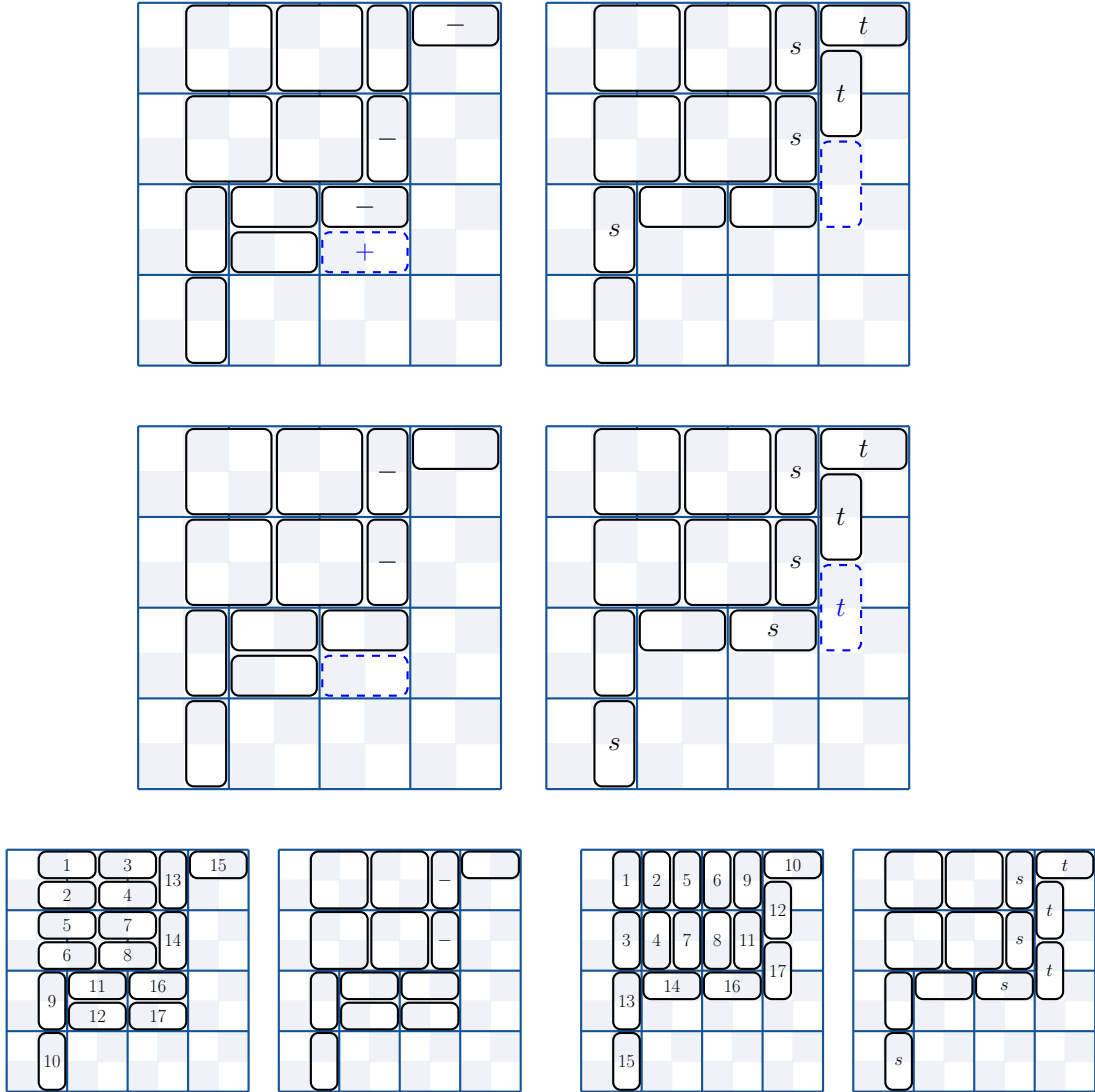 − t
s
t
− s
−
s
+
− s t
t
− s
t
s
s
1 3 10 t
13 15 − 1 2 5 6 9 s
2 4 12 t
5 7
14 − 3 4 7 8 11 s
6 8 17 t
11 16 14 16 s
9 13
12 17
10 15 s